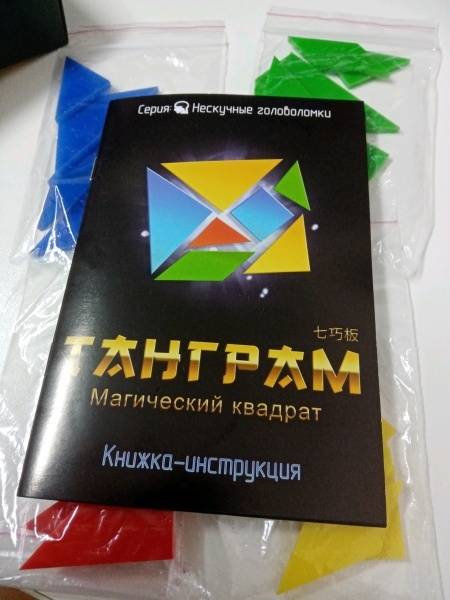 Серия: Нескучные головоломки
七巧板
ТАНГРАМ
Магический квадрат
Книжка-инструкция